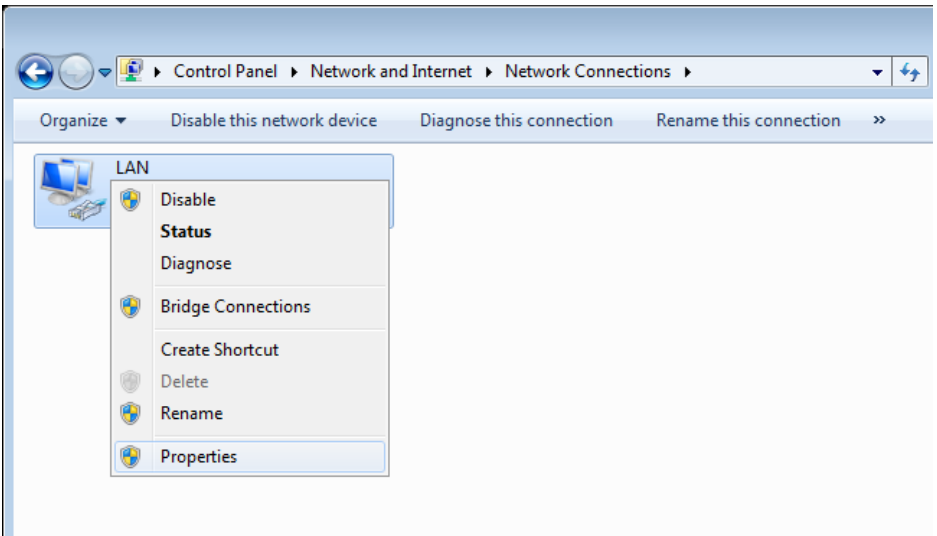 Control Panel Network and Internet Network Connections
Organize Disable this network device Diagnose this connection Rename this connection »
LAN
Disable
Status
Diagnose
Bridge Connections
Create Shortcut
Delete
Rename
Properties